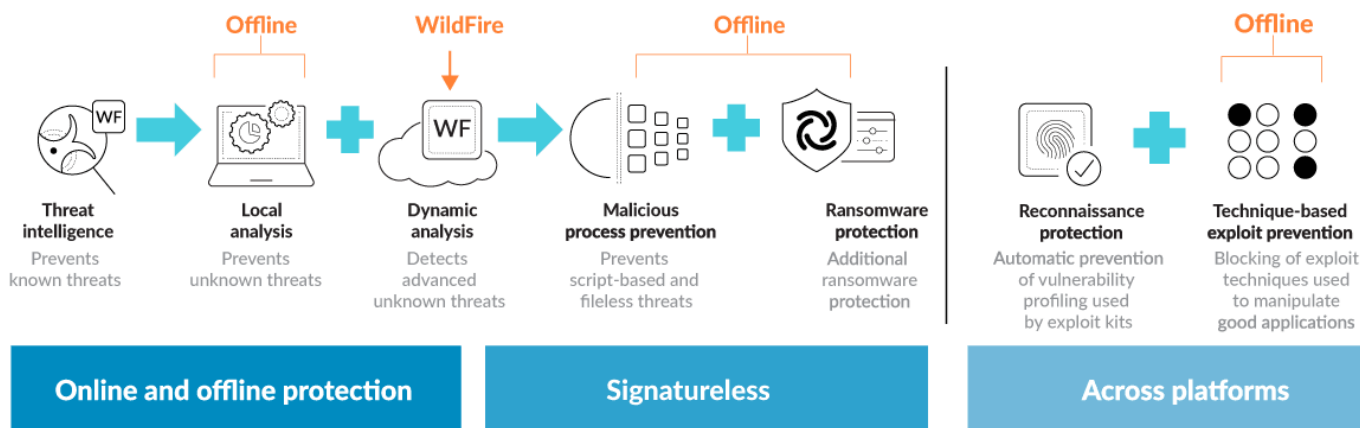 Offline
WildFire
Offline
Offline
WF
WF
Threat
intelligence
Prevents
known threats
Local
analysis
Prevents
unknown threats
Dynamic
analysis
Detects
advanced
unknown threats
Malicious
process prevention
Prevents
script-based and
fileless threats
Ransomware
protection
Additional
ransomware
protection
Reconnaissance
protection
Automatic prevention
of vulnerability
profiling used
by exploit kits
Technique-based
exploit prevention
Blocking of exploit
techniques used
to manipulate
good applications
Online and offline protection
Signatureless
Across platforms